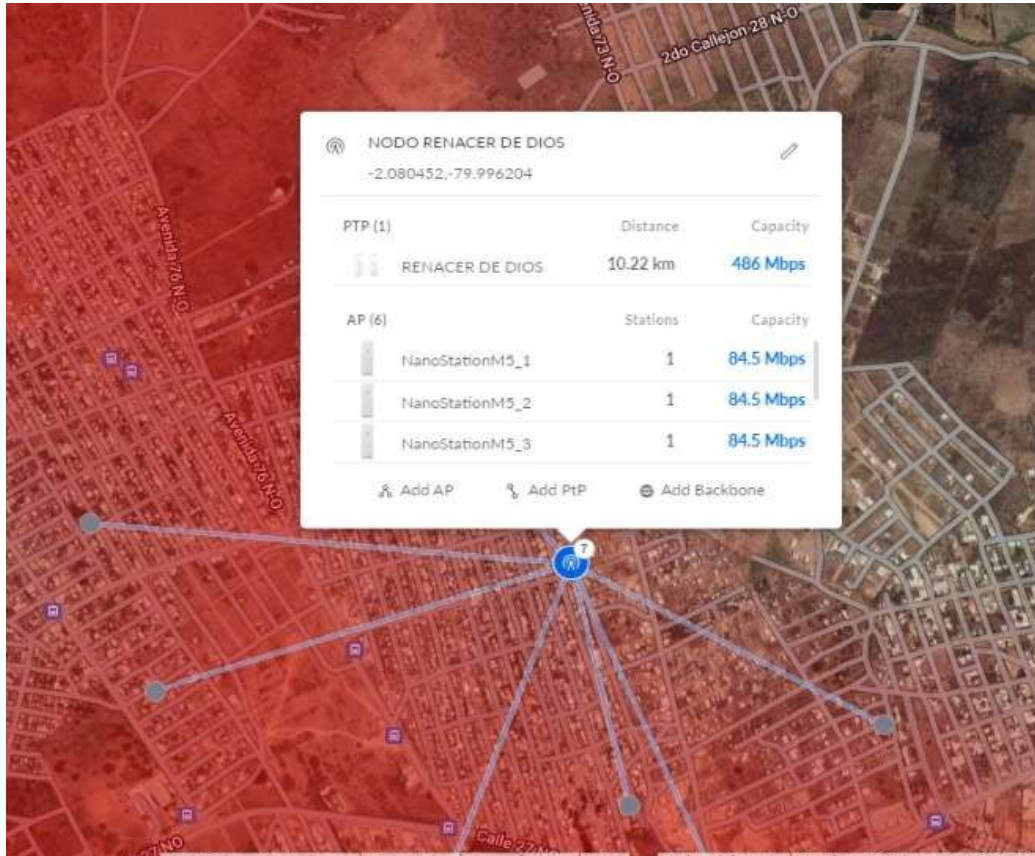 2do Callejon 28 N-O
Avenida 73 N-O
NODO RENACER DE DIOS
-2.080452,-79.996204
PTP (1) Distance Capacity
RENACER DE DIOS 10.22 km 486 Mbps
AP (6) Stations Capacity
NanoStationM5_1 1 84.5 Mbps
NanoStationM5_2 1 84.5 Mbps
NanoStationM5_3 1 84.5 Mbps
Add AP Add PtP Add Backbone
Avenida 76 N-O
Avenida 76 N-O
7
Calle 27 NO
27 NO